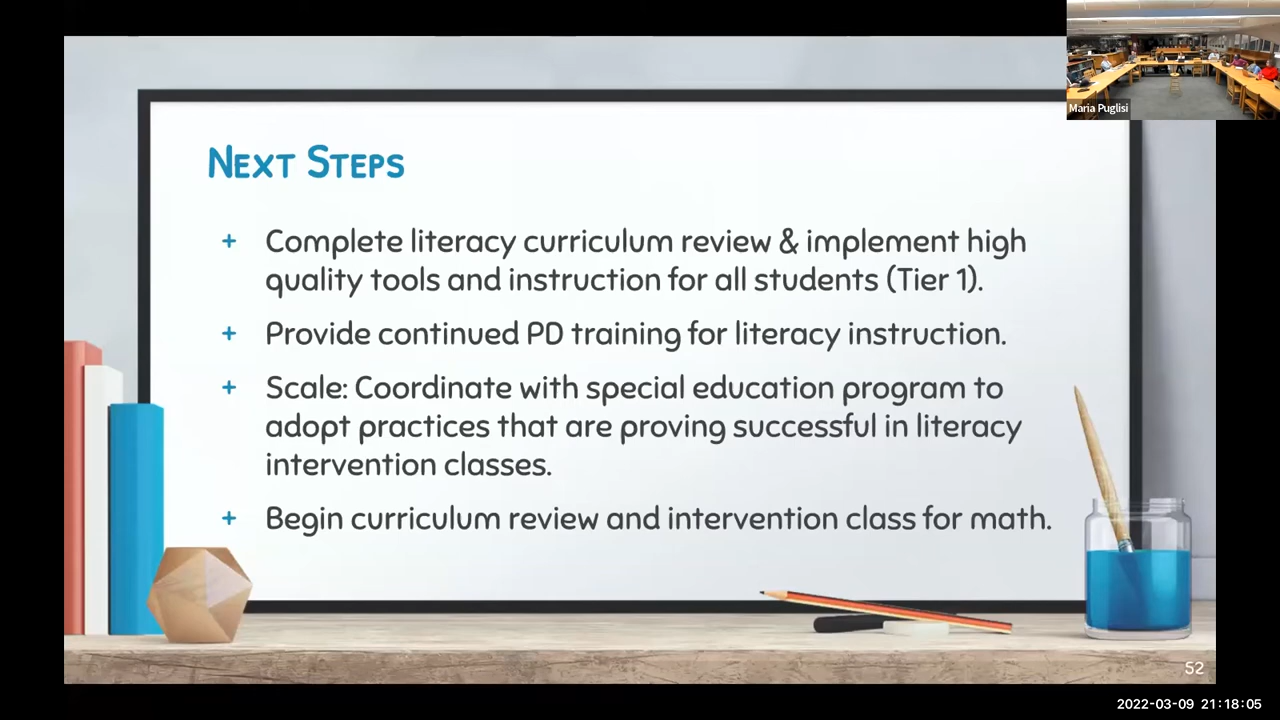 Maria Puglisi
Next Steps
+ Complete literacy curriculum review & implement high
quality tools and instruction for all students (Tier 1).
+ Provide continued PD training for literacy instruction.
+ Scale: Coordinate with special education program to
adopt practices that are proving successful in literacy
intervention classes.
+ Begin curriculum review and intervention class for math.
52
2022-03-09 21:18:05